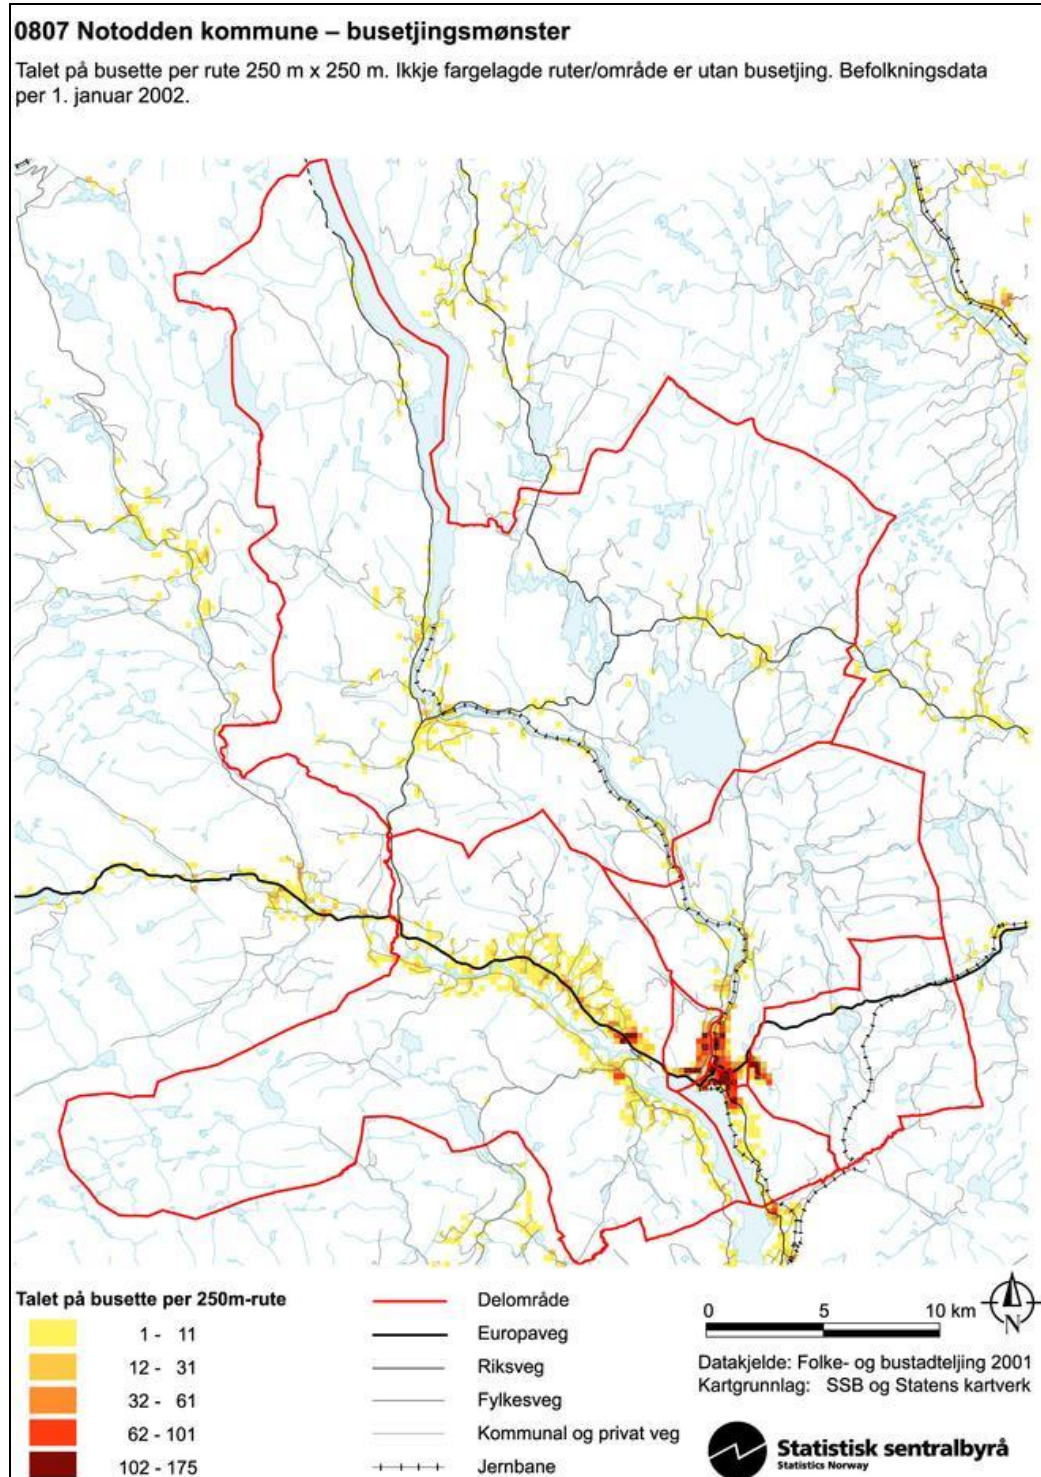 0807 Notodden kommune – busetjingsmønster
Talet på busette per rute 250 m x 250 m. Ikkje fargelagde ruter/område er utan busetjing. Befolkningsdata
per 1. januar 2002.
Talet på busette per 250m-rute
1 - 11
12 - 31
32 - 61
62 - 101
102 - 175
Delområde
Europaveg
Riksveg
Fylkesveg
Kommunal og privat veg
Jernbane
0 5 10 km
N
Datakjelde: Folke- og bustadteljing 2001
Kartgrunnlag: SSB og Statens kartverk
Statistisk sentralbyrå
Statistics Norway